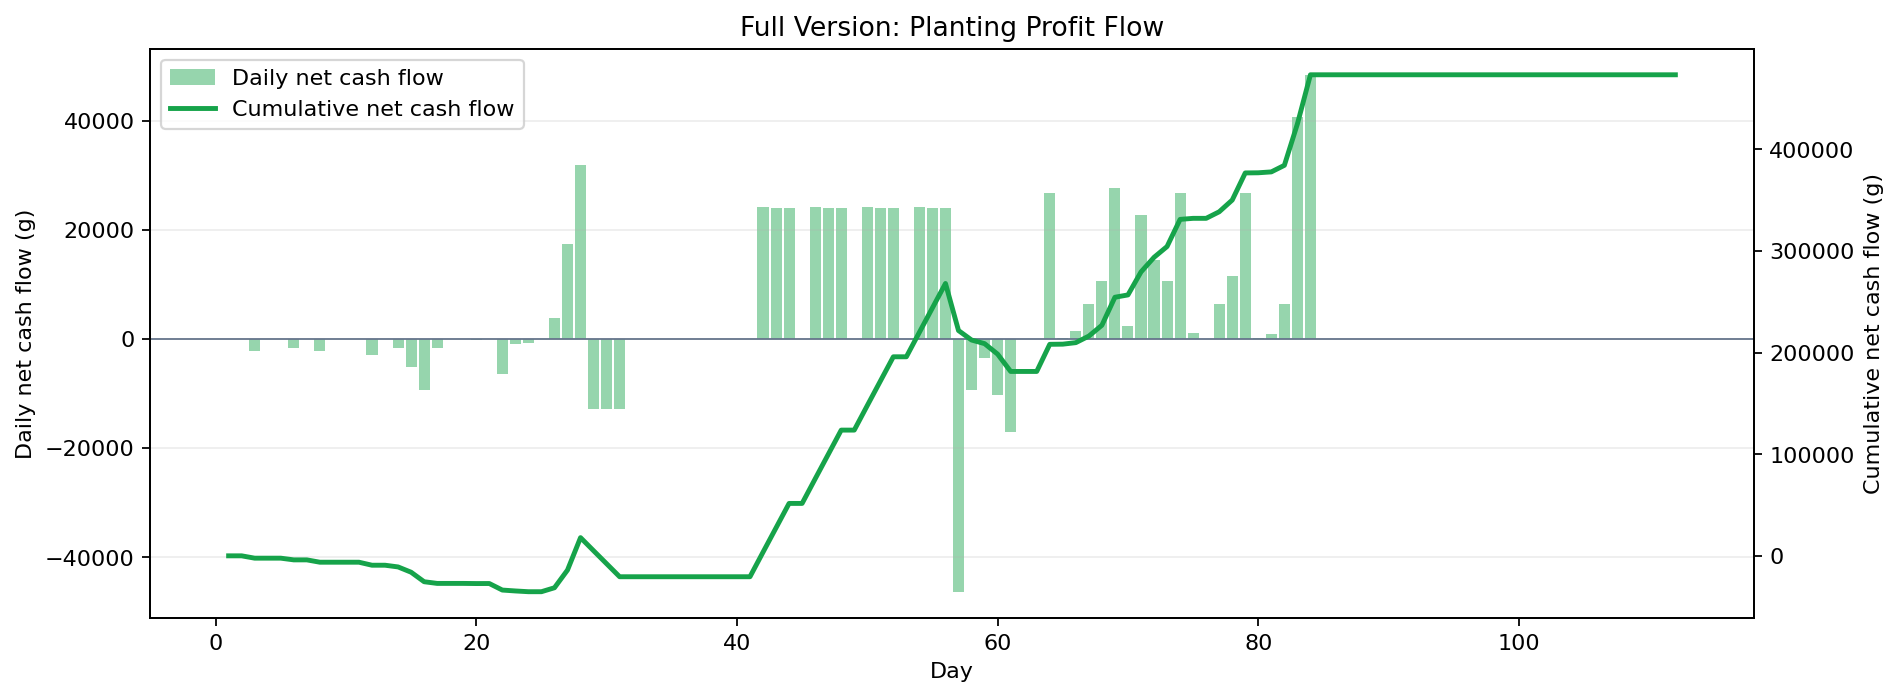 Full Version: Planting Profit Flow
Daily net cash flow
Cumulative net cash flow
Daily net cash flow (g)
40000
20000
0
−20000
−40000
400000
300000
200000
100000
0
Cumulative net cash flow (g)
0
20
40
60
80
100
Day